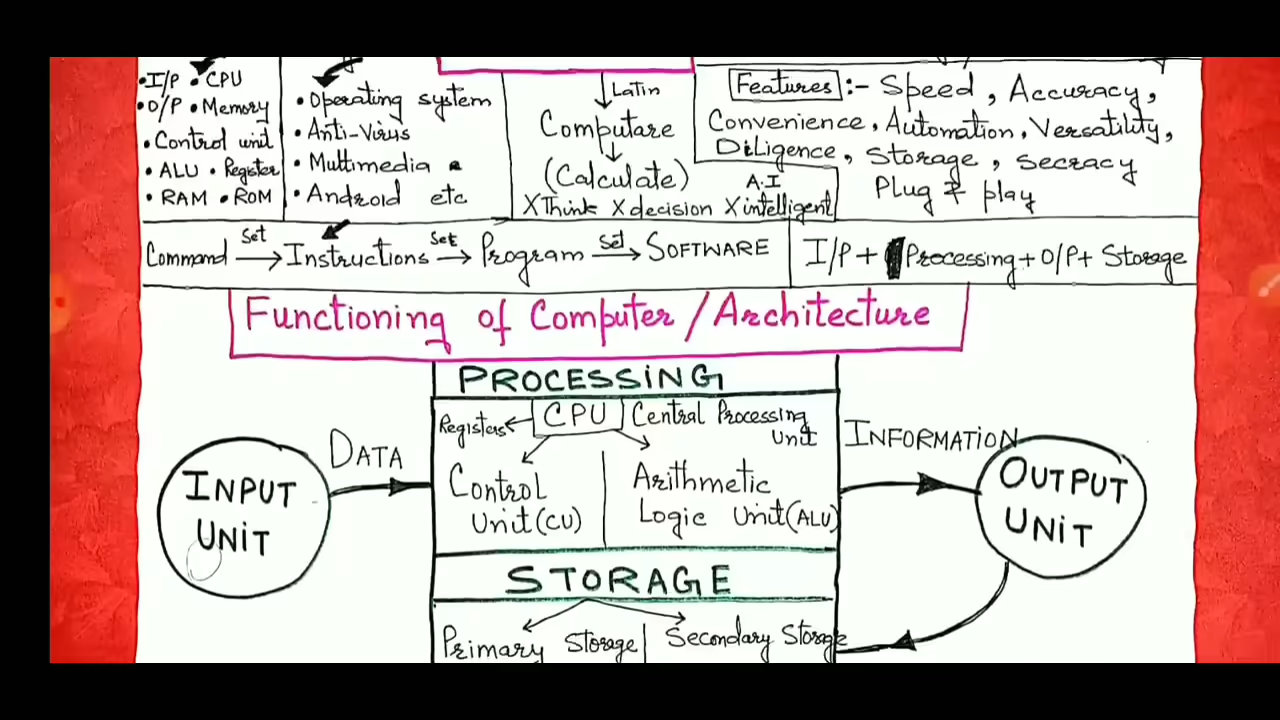 •I/P •CPU
•O/P •Memory
•Control unit
•ALU •Register
•RAM •ROM
•Operating system
•Anti-Virus
•Multimedia
•Android etc
Latin
Computare
(Calculate)
A.I
XThink Xdecision Xintelligent
Features :- Speed, Accuracy,
Convenience, Automation, Versatility,
Diligence, Storage, secracy
Plug & play
Command Set→ Instructions Set→ Program Set→ SOFTWARE
I/P + Processing + O/P + Storage
Functioning of Computer / Architecture
PROCESSING
Registers ← CPU Central Processing
Unit
INPUT
UNIT
DATA
Control
Unit(CU)
Arithmetic
Logic Unit(ALU)
INFORMATION
OUTPUT
UNIT
STORAGE
Primary Storage
Secondary Storage